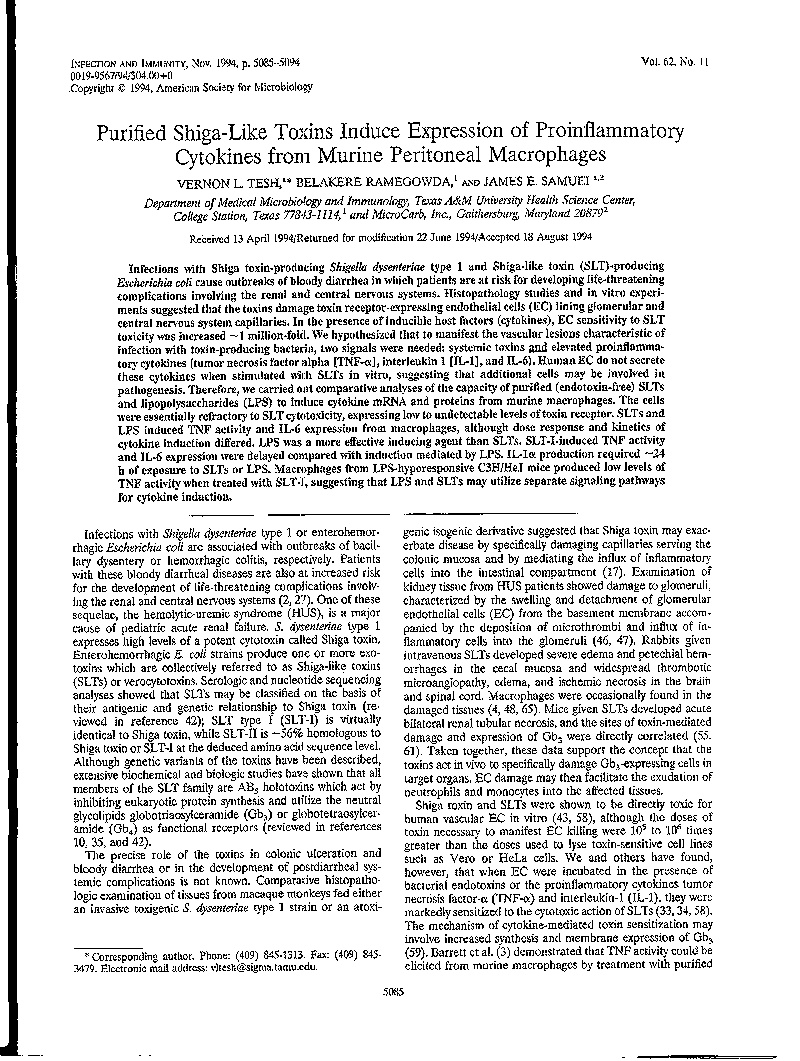 INFECTION AND IMMUNITY, Nov. 1994, p. 5085–5094
0019-9567/94/$04.00+0
Copyright © 1994, American Society for Microbiology
Vol. 62, No. 11
Purified Shiga-Like Toxins Induce Expression of Proinflammatory
Cytokines from Murine Peritoneal Macrophages
VERNON L. TESH,¹* BELAKERE RAMEGOWDA,¹ AND JAMES E. SAMUEL¹,²
Department of Medical Microbiology and Immunology, Texas A&M University Health Science Center,
College Station, Texas 77843-1114,¹ and MicroCarb, Inc., Gaithersburg, Maryland 20879²
Received 13 April 1994/Returned for modification 22 June 1994/Accepted 18 August 1994
Infections with Shiga toxin-producing Shigella dysenteriae type 1 and Shiga-like toxin (SLT)-producing
Escherichia coli cause outbreaks of bloody diarrhea in which patients are at risk for developing life-threatening
complications involving the renal and central nervous systems. Histopathology studies and in vitro experi-
ments suggested that the toxins damage toxin receptor-expressing endothelial cells (EC) lining glomerular and
central nervous system capillaries. In the presence of inducible host factors (cytokines), EC sensitivity to SLT
toxicity was increased ~1 million-fold. We hypothesized that to manifest the vascular lesions characteristic of
infection with toxin-producing bacteria, two signals were needed: systemic toxins and elevated proinflamma-
tory cytokines (tumor necrosis factor alpha [TNF-α], interleukin 1 [IL-1], and IL-6). Human EC do not secrete
these cytokines when stimulated with SLTs in vitro, suggesting that additional cells may be involved in
pathogenesis. Therefore, we carried out comparative analyses of the capacity of purified (endotoxin-free) SLTs
and lipopolysaccharides (LPS) to induce cytokine mRNA and proteins from murine macrophages. The cells
were essentially refractory to SLT cytotoxicity, expressing low to undetectable levels of toxin receptor. SLTs and
LPS induced TNF activity and IL-6 expression from macrophages, although dose response and kinetics of
cytokine induction differed. LPS was a more effective inducing agent than SLTs. SLT-I-induced TNF activity
and IL-6 expression were delayed compared with induction mediated by LPS. IL-1α production required ~24
h of exposure to SLTs or LPS. Macrophages from LPS-hyporesponsive C3H/HeJ mice produced low levels of
TNF activity when treated with SLT-I, suggesting that LPS and SLTs may utilize separate signaling pathways
for cytokine induction.
Infections with Shigella dysenteriae type 1 or enterohemor-
rhagic Escherichia coli are associated with outbreaks of bacil-
lary dysentery or hemorrhagic colitis, respectively. Patients
with these bloody diarrheal diseases are also at increased risk
for the development of life-threatening complications involv-
ing the renal and central nervous systems (2, 27). One of these
sequelae, the hemolytic-uremic syndrome (HUS), is a major
cause of pediatric acute renal failure. S. dysenteriae type 1
expresses high levels of a potent cytotoxin called Shiga toxin.
Enterohemorrhagic E. coli strains produce one or more exo-
toxins which are collectively referred to as Shiga-like toxins
(SLTs) or verocytotoxins. Serologic and nucleotide sequencing
analyses showed that SLTs may be classified on the basis of
their antigenic and genetic relationship to Shiga toxin (re-
viewed in reference 42); SLT type I (SLT-I) is virtually
identical to Shiga toxin, while SLT-II is ~56% homologous to
Shiga toxin or SLT-I at the deduced amino acid sequence level.
Although genetic variants of the toxins have been described,
extensive biochemical and biologic studies have shown that all
members of the SLT family are AB₅ holotoxins which act by
inhibiting eukaryotic protein synthesis and utilize the neutral
glycolipids globotriaosylceramide (Gb₃) or globotetraosylcer-
amide (Gb₄) as functional receptors (reviewed in references
10, 35, and 42).
The precise role of the toxins in colonic ulceration and
bloody diarrhea or in the development of postdiarrheal sys-
temic complications is not known. Comparative histopatho-
logic examination of tissues from macaque monkeys fed either
an invasive toxigenic S. dysenteriae type 1 strain or an atoxi-
* Corresponding author. Phone: (409) 845-1313. Fax: (409) 845-
3479. Electronic mail address: vltesh@sigma.tamu.edu.
genic isogenic derivative suggested that Shiga toxin may exac-
erbate disease by specifically damaging capillaries serving the
colonic mucosa and by mediating the influx of inflammatory
cells into the intestinal compartment (17). Examination of
kidney tissue from HUS patients showed damage to glomeruli,
characterized by the swelling and detachment of glomerular
endothelial cells (EC) from the basement membrane accom-
panied by the deposition of microthrombi and influx of in-
flammatory cells into the glomeruli (46, 47). Rabbits given
intravenous SLTs developed severe edema and petechial hem-
orrhages in the cecal mucosa and widespread thrombotic
microangiopathy, edema, and ischemic necrosis in the brain
and spinal cord. Macrophages were occasionally found in the
damaged tissues (4, 48, 65). Mice given SLTs developed acute
bilateral renal tubular necrosis, and the sites of toxin-mediated
damage and expression of Gb₃ were directly correlated (55,
61). Taken together, these data support the concept that the
toxins act in vivo to specifically damage Gb₃-expressing cells in
target organs. EC damage may then facilitate the exudation of
neutrophils and monocytes into the affected tissues.
Shiga toxin and SLTs were shown to be directly toxic for
human vascular EC in vitro (43, 58), although the doses of
toxin necessary to manifest EC killing were 10⁵ to 10⁶ times
greater than the doses used to lyse toxin-sensitive cell lines
such as Vero or HeLa cells. We and others have found,
however, that when EC were incubated in the presence of
bacterial endotoxins or the proinflammatory cytokines tumor
necrosis factor-α (TNF-α) and interleukin-1 (IL-1), they were
markedly sensitized to the cytotoxic action of SLTs (33, 34, 58).
The mechanism of cytokine-mediated toxin sensitization may
involve increased synthesis and membrane expression of Gb₃
(59). Barrett et al. (3) demonstrated that TNF activity could be
elicited from murine macrophages by treatment with purified
5085